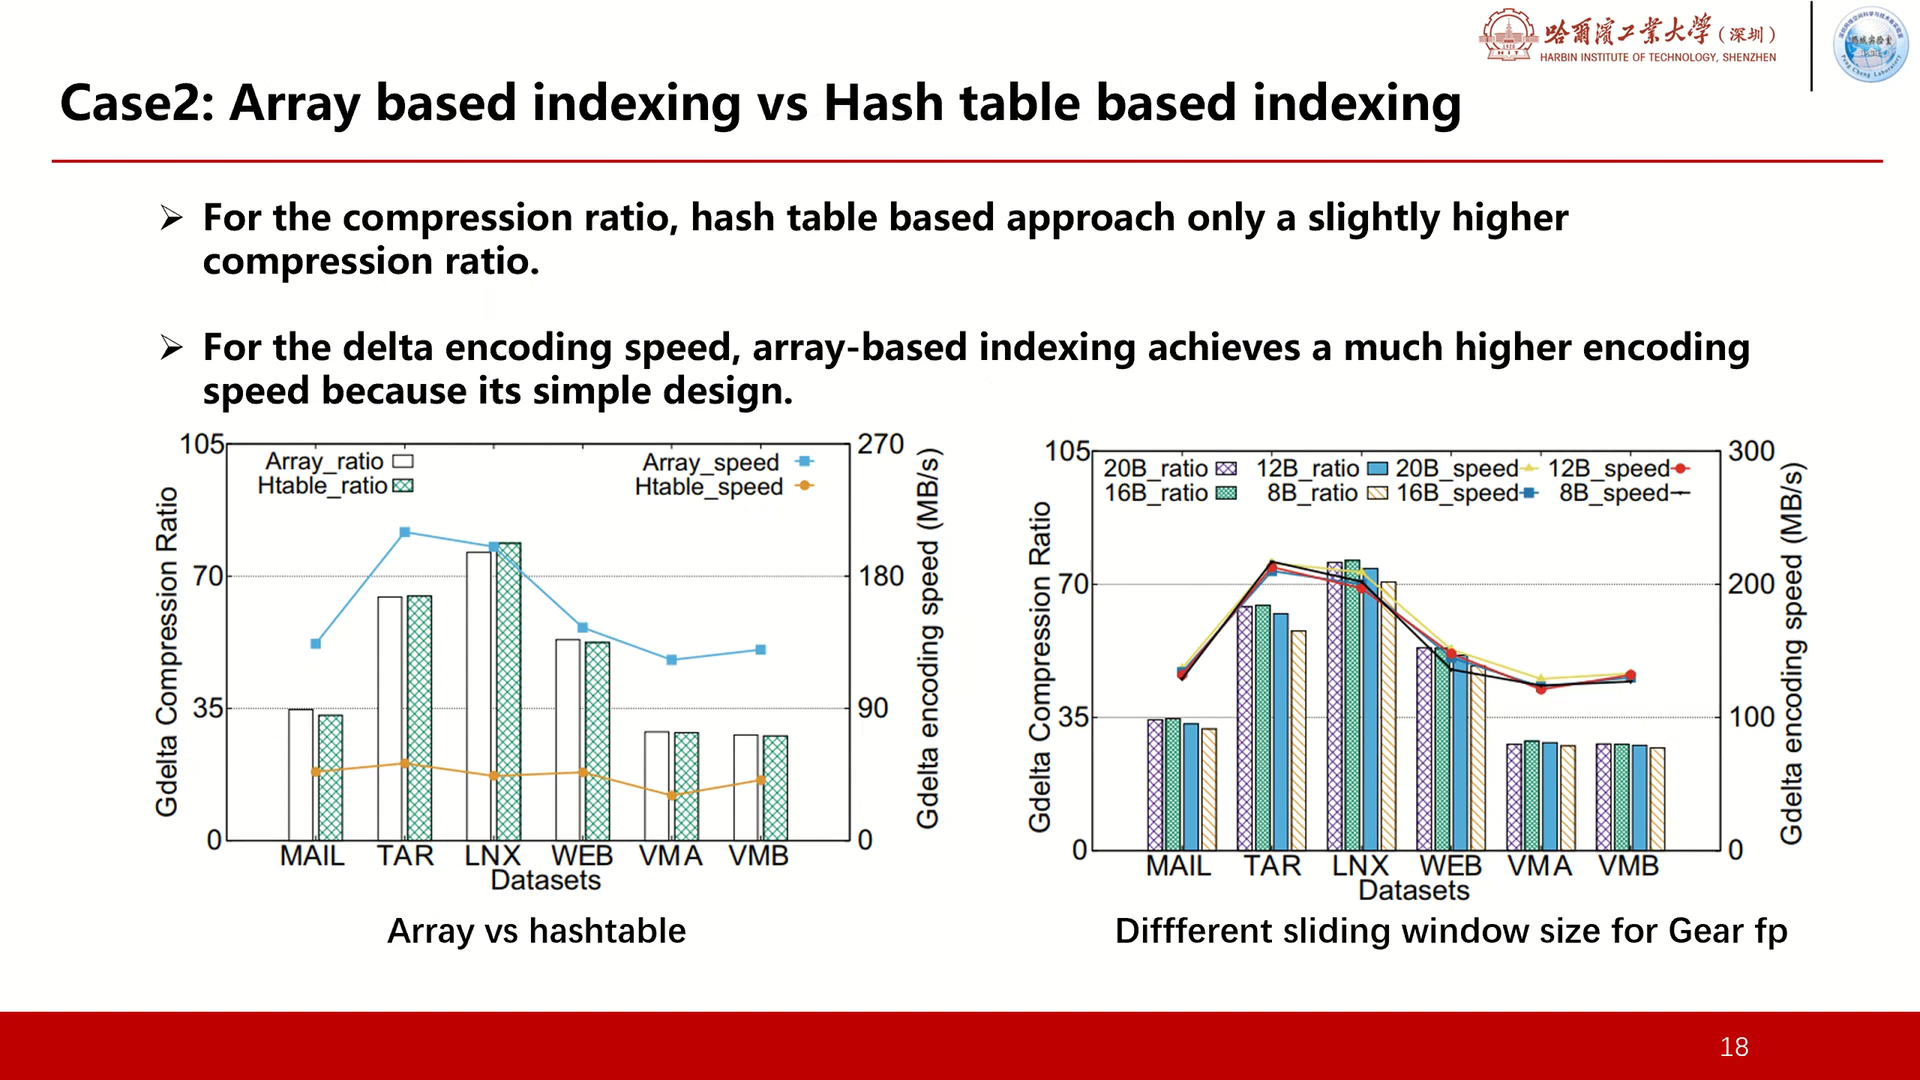 哈爾濱工業大學(深圳)
HARBIN INSTITUTE OF TECHNOLOGY, SHENZHEN
Case2: Array based indexing vs Hash table based indexing
➢ For the compression ratio, hash table based approach only a slightly higher
compression ratio.
➢ For the delta encoding speed, array-based indexing achieves a much higher encoding
speed because its simple design.
105
70
35
0
Gdelta Compression Ratio
Array_ratio
Htable_ratio
Array_speed
Htable_speed
270
180
90
0
Gdelta encoding speed (MB/s)
MAIL TAR LNX WEB VMA VMB
Datasets
Array vs hashtable
105
70
35
0
Gdelta Compression Ratio
20B_ratio 12B_ratio 20B_speed 12B_speed
16B_ratio 8B_ratio 16B_speed 8B_speed
300
200
100
0
Gdelta encoding speed (MB/s)
MAIL TAR LNX WEB VMA VMB
Datasets
Diffferent sliding window size for Gear fp
18